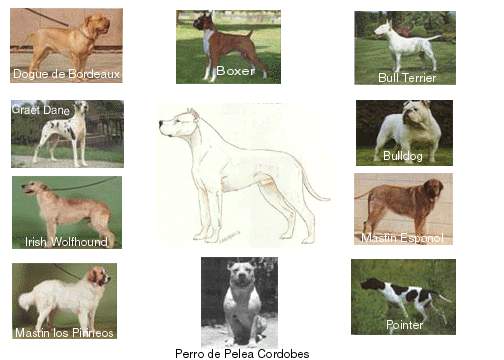 Dogue de Bordeaux
Boxer
Bull Terrier
Graet Dane
Bulldog
Irish Wolfhound
Mastin Esponol
Mastin los Pirineos
Pointer
Perro de Pelea Cordobes